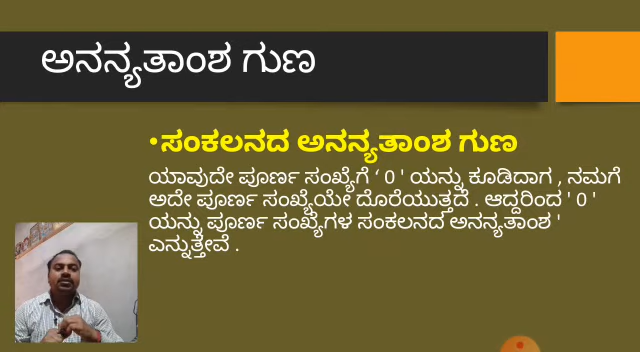 ಅನನ್ಯತಾಂಶ ಗುಣ
•ಸಂಕಲನದ ಅನನ್ಯತಾಂಶ ಗುಣ
ಯಾವುದೇ ಪೂರ್ಣ ಸಂಖ್ಯೆಗೆ ‘ 0 ' ಯನ್ನು ಕೂಡಿದಾಗ , ನಮಗೆ
ಅದೇ ಪೂರ್ಣ ಸಂಖ್ಯೆಯೇ ದೊರೆಯುತ್ತದೆ . ಆದ್ದರಿಂದ ' 0 '
ಯನ್ನು ಪೂರ್ಣ ಸಂಖ್ಯೆಗಳ ಸಂಕಲನದ ಅನನ್ಯತಾಂಶ '
ಎನ್ನುತ್ತೇವೆ .